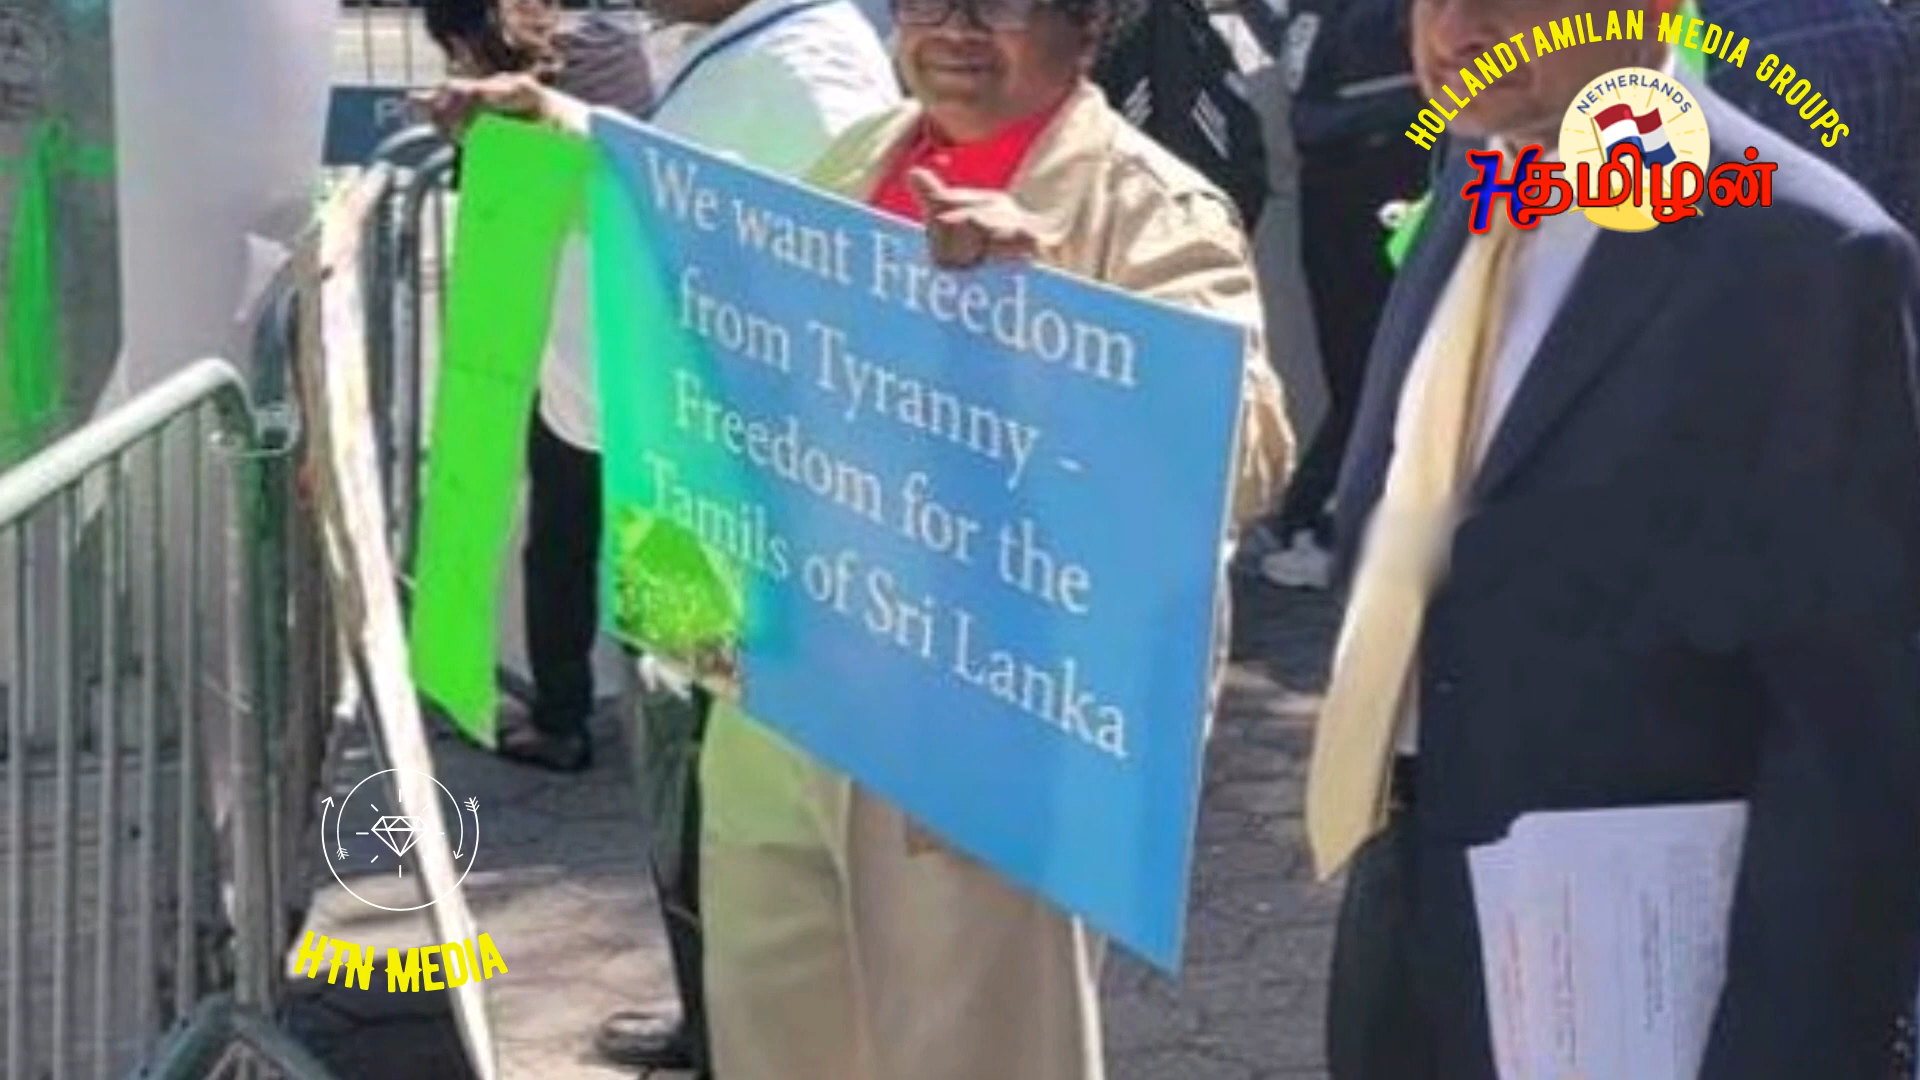 HOLLANDTAMILAN MEDIA GROUPS
NETHERLANDS
Hதமிழன்
We want Freedom
from Tyranny -
Freedom for the
Tamils of Sri Lanka
HTN MEDIA